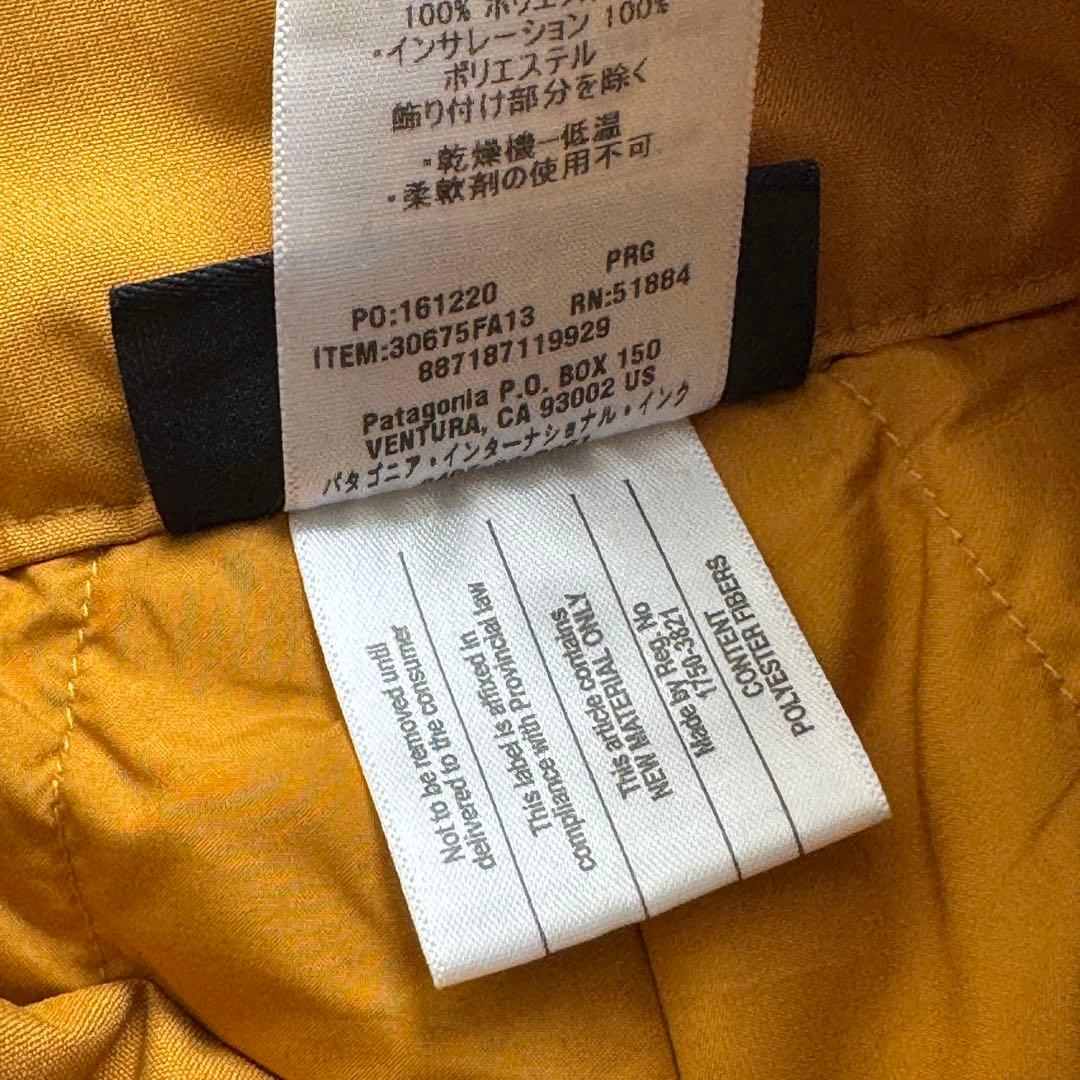 100% ポリエス
・インサレーション 100%
ポリエステル
飾り付け部分を除く
・乾燥機一低温
・柔軟剤の使用不可
PRG
PO:161220
RN:51884
ITEM:30675FA13
887187119929
Patagonia P.O. BOX 150
VENTURA, CA 93002 US
パタゴニア・インターナショナル・インク
Not to be removed until
delivered to the consumer
This label is affixed in
compliance with Provincial law
This article contains
NEW MATERIAL ONLY
Made by Reg. No
1750-3821
CONTENT
POLYESTER FIBERS